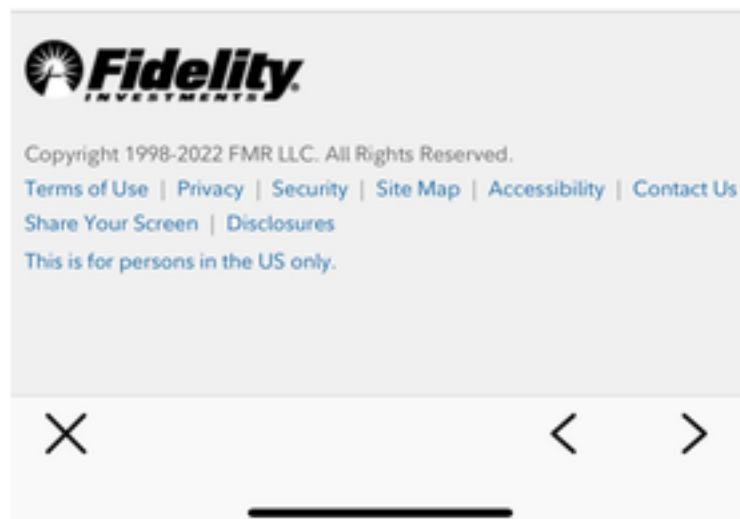 Fidelity
INVESTMENTS
Copyright 1998-2022 FMR LLC. All Rights Reserved.
Terms of Use | Privacy | Security | Site Map | Accessibility | Contact Us
Share Your Screen | Disclosures
This is for persons in the US only.